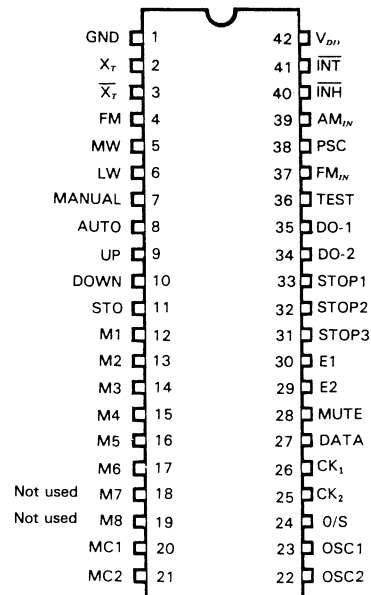 GND 1 42 V_DD
X_T 2 41 I̅N̅T̅
X̅_T̅ 3 40 I̅N̅H̅
FM 4 39 AM_IN
MW 5 38 PSC
LW 6 37 FM_IN
MANUAL 7 36 TEST
AUTO 8 35 DO-1
UP 9 34 DO-2
DOWN 10 33 STOP1
STO 11 32 STOP2
M1 12 31 STOP3
M2 13 30 E1
M3 14 29 E2
M4 15 28 MUTE
M5 16 27 DATA
M6 17 26 CK₁
Not used M7 18 25 CK₂
Not used M8 19 24 O/S
MC1 20 23 OSC1
MC2 21 22 OSC2